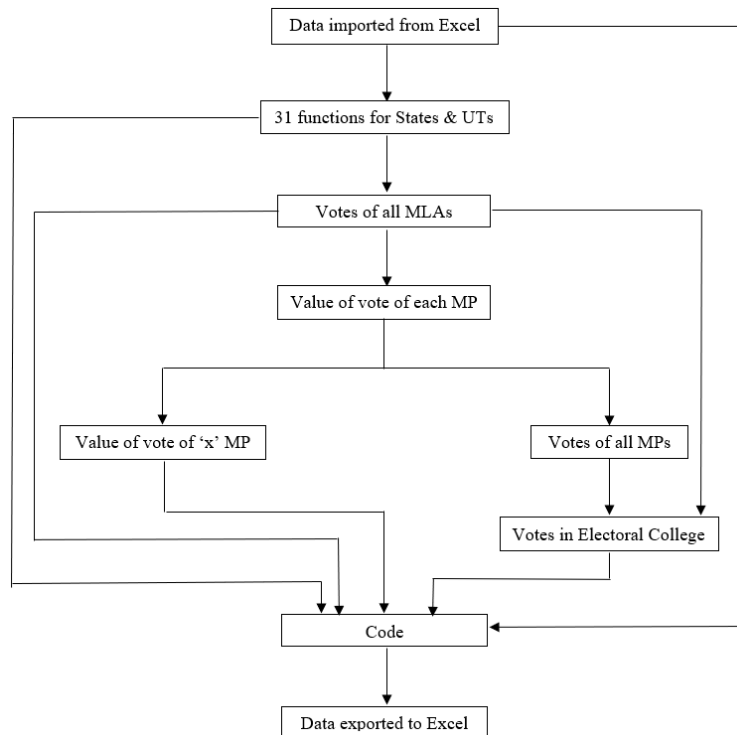 Data imported from Excel
31 functions for States & UTs
Votes of all MLAs
Value of vote of each MP
Value of vote of ‘x’ MP
Votes of all MPs
Votes in Electoral College
Code
Data exported to Excel